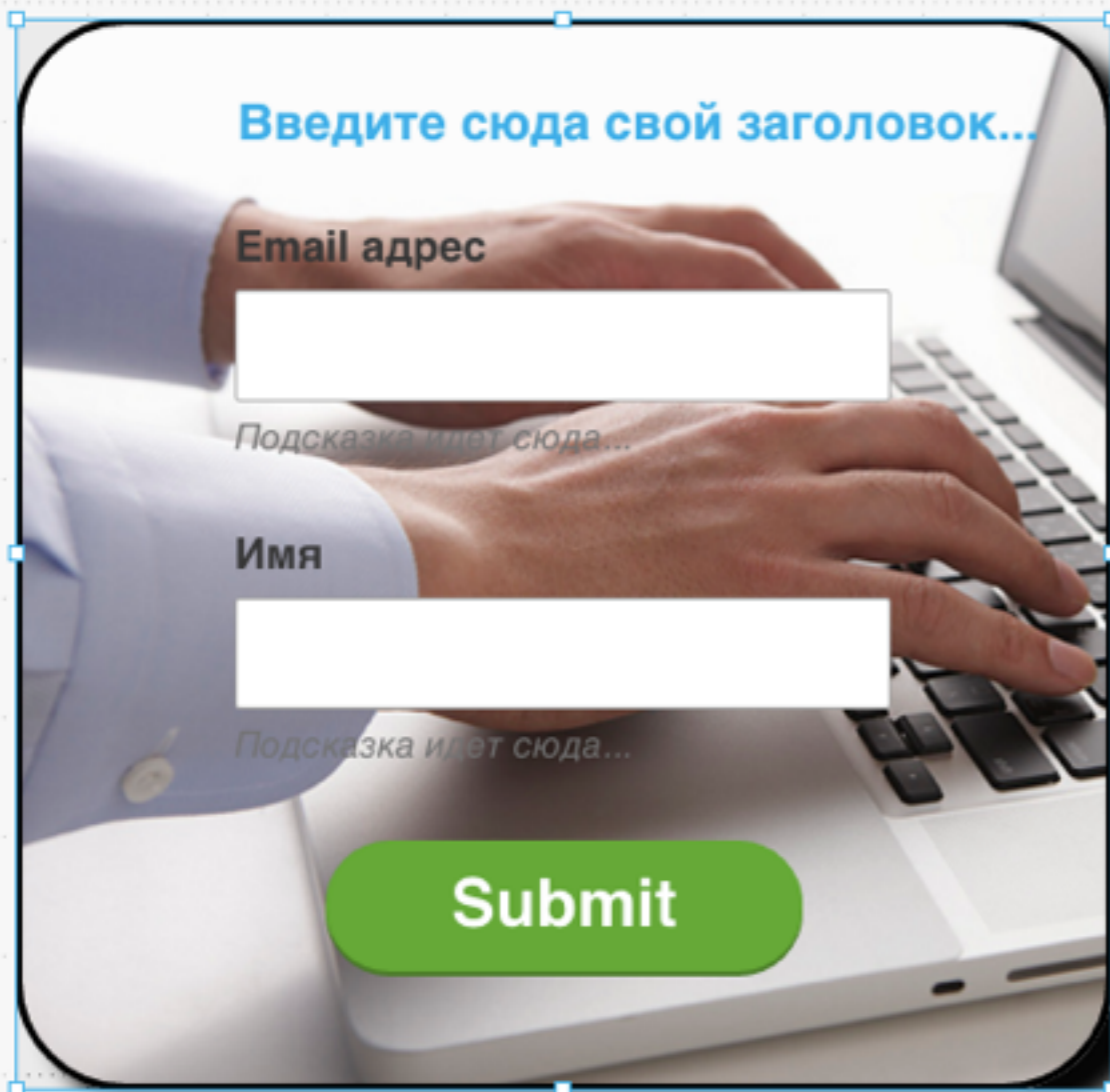 Введите сюда свой заголовок...
Email адрес
Подсказка идет сюда...
Имя
Подсказка идет сюда...
Submit